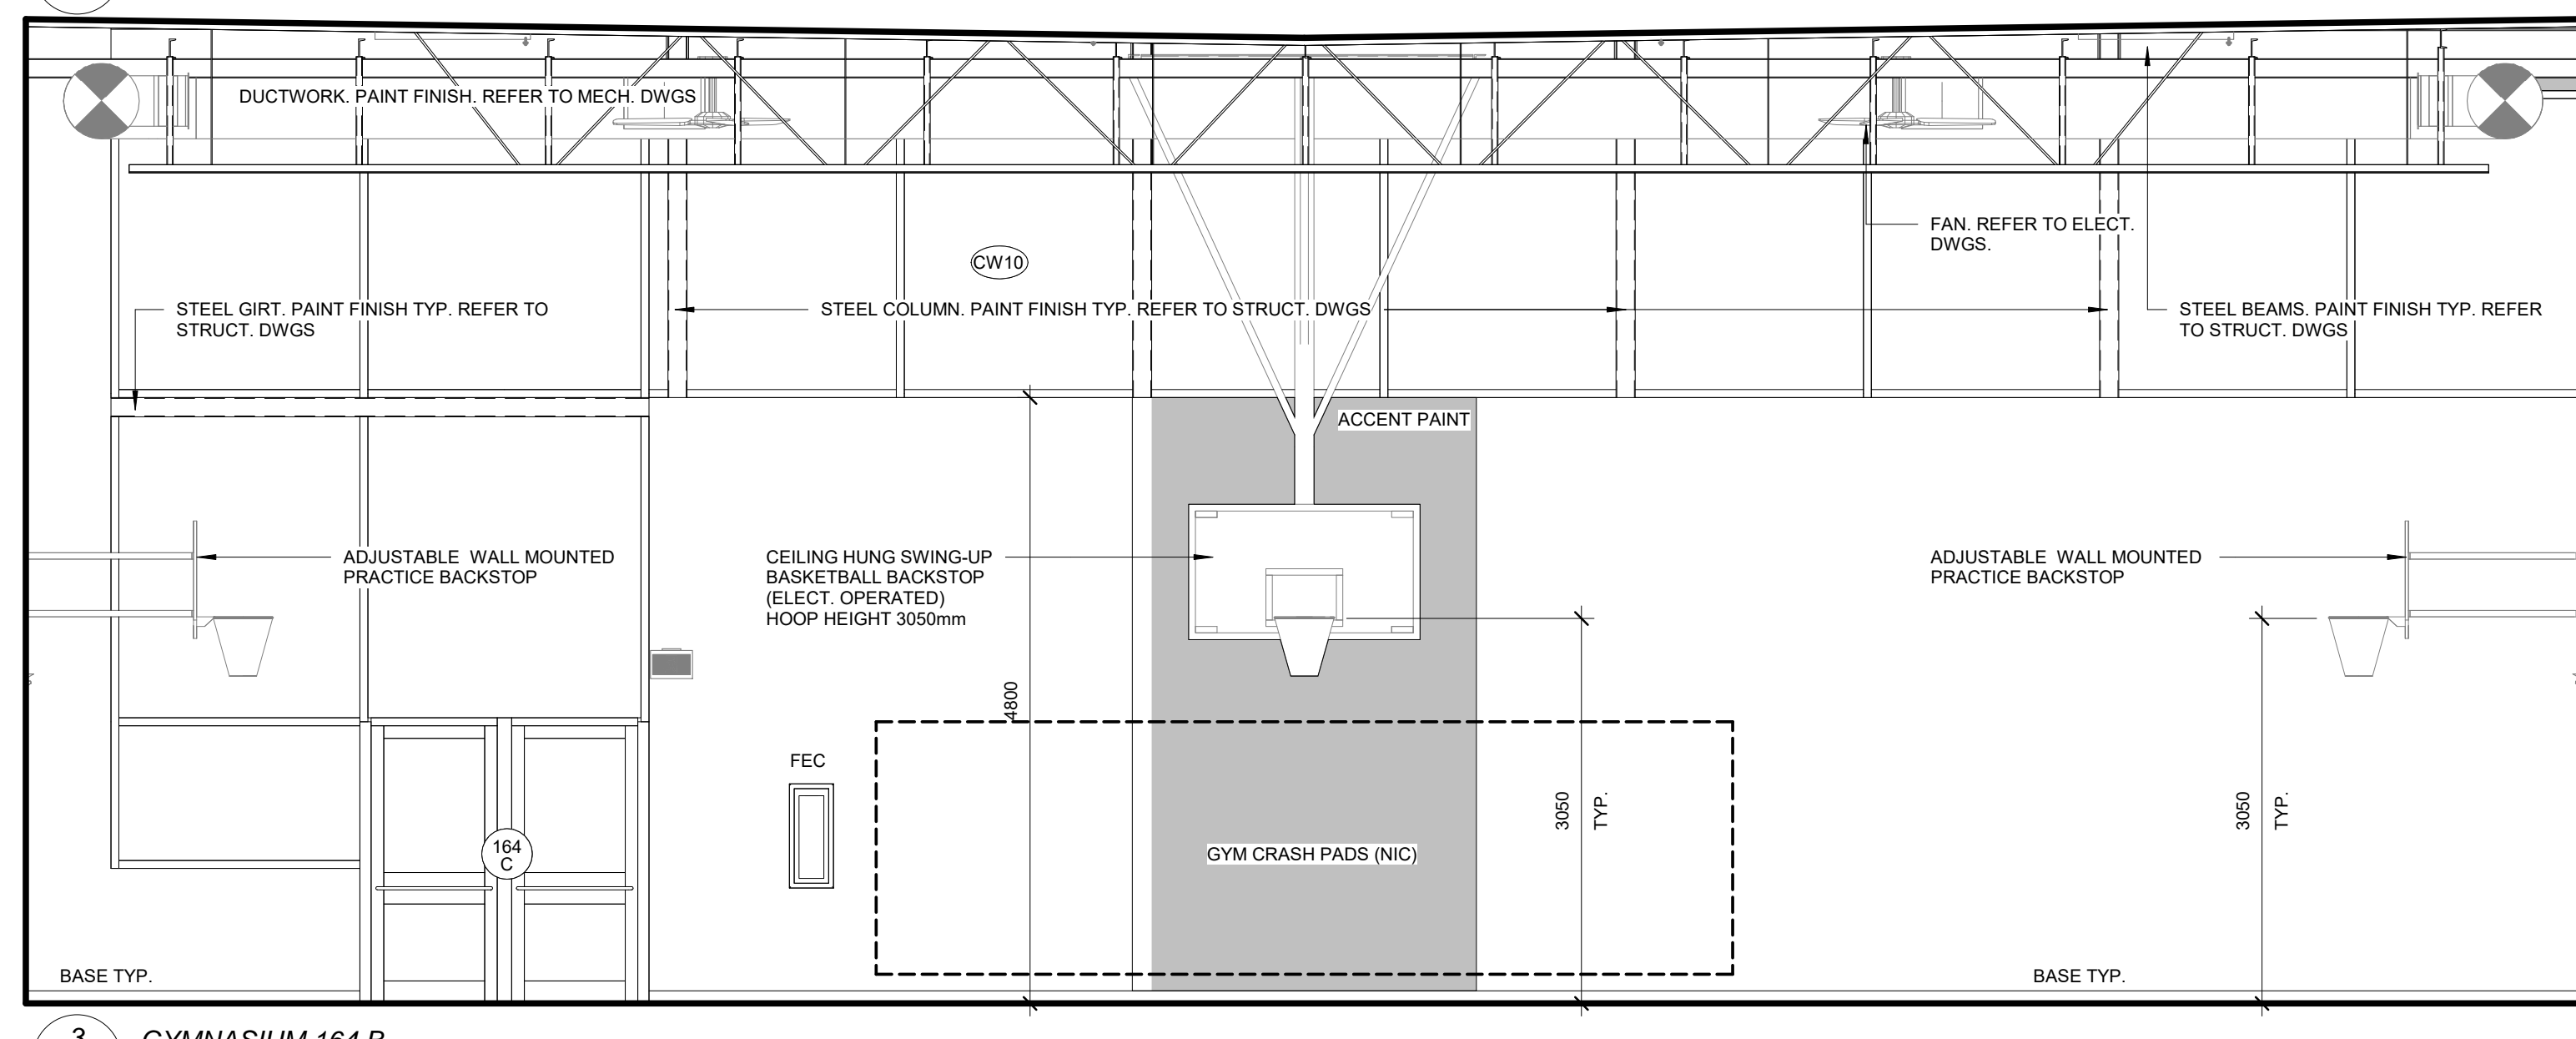 DUCTWORK. PAINT FINISH. REFER TO MECH. DWGS
FAN. REFER TO ELECT.
DWGS.
CW10
STEEL GIRT. PAINT FINISH TYP. REFER TO
STRUCT. DWGS
STEEL COLUMN. PAINT FINISH TYP. REFER TO STRUCT. DWGS
STEEL BEAMS. PAINT FINISH TYP. REFER
TO STRUCT. DWGS
ACCENT PAINT
ADJUSTABLE WALL MOUNTED
PRACTICE BACKSTOP
CEILING HUNG SWING-UP
BASKETBALL BACKSTOP
(ELECT. OPERATED)
HOOP HEIGHT 3050mm
ADJUSTABLE WALL MOUNTED
PRACTICE BACKSTOP
4800
FEC
3050
TYP.
3050
TYP.
164
C
GYM CRASH PADS (NIC)
BASE TYP.
BASE TYP.
3
GYMNASIUM 164 B